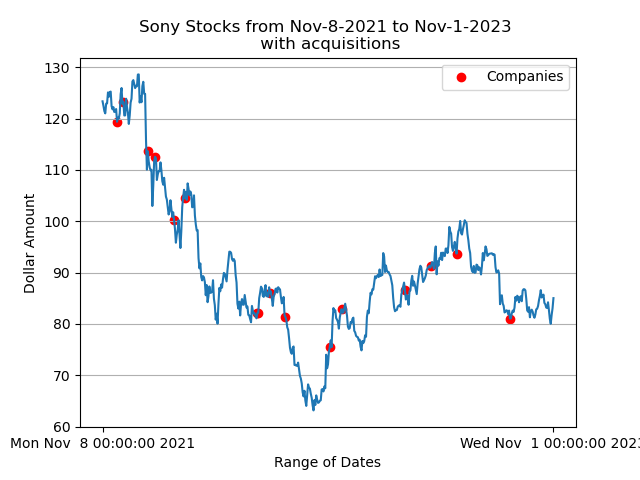 Sony Stocks from Nov-8-2021 to Nov-1-2023
with acquisitions
Companies
Dollar Amount
130
120
110
100
90
80
70
60
Mon Nov  8 00:00:00 2021
Wed Nov  1 00:00:00 202
Range of Dates